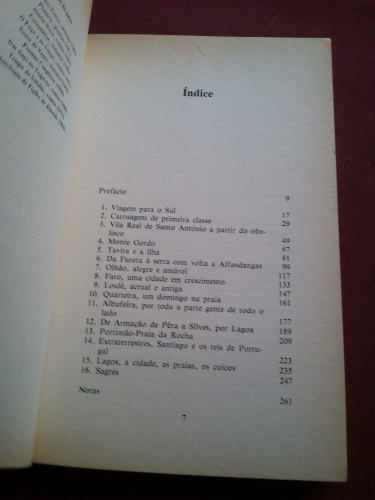 Índice
Prefácio 9
1. Viagem para o Sul 17
2. Carruagem de primeira classe 29
3. Vila Real de Santo António a partir do obe-
lisco 49
4. Monte Gordo 67
5. Tavira e a ilha 81
6. Da Fuzeta à serra com volta a Alfandangas 99
7. Olhão, alegre e amável 117
8. Faro, uma cidade em crescimento 133
9. Loulé, actual e antiga 147
10. Quarteira, um domingo na praia 161
11. Albufeira, por toda a parte gente de todo o
lado 177
12. De Armação de Pêra a Silves, por Lagoa 189
13. Portimão-Praia da Rocha 209
14. Extraterrestres, Santiago e os reis de Portu-
gal 223
15. Lagos, a cidade, as praias, os cuícos 235
16. Sagres 247
Notas 261
7